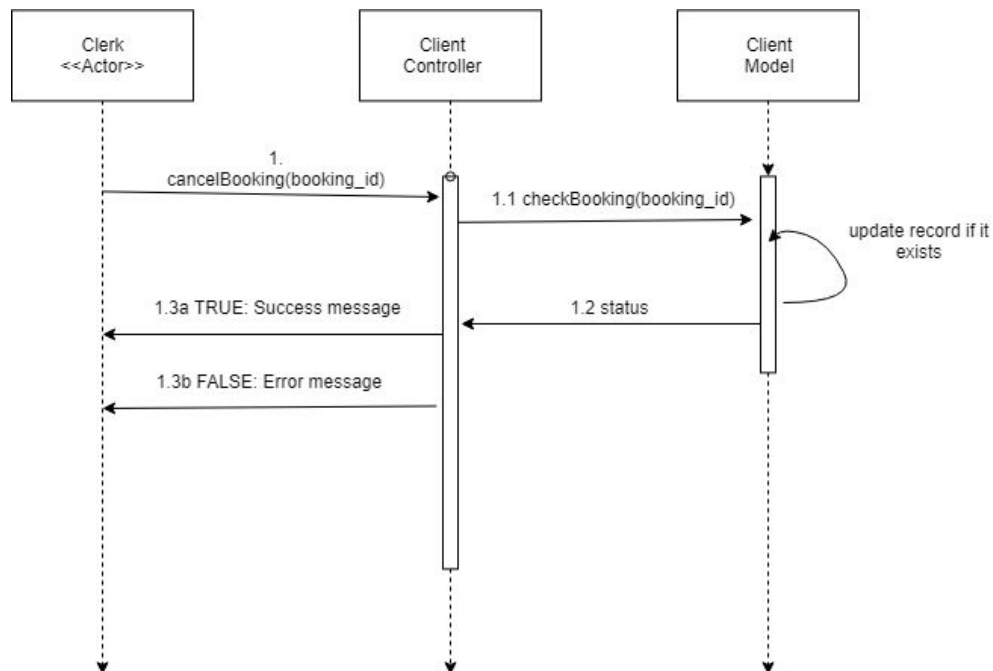 Clerk
<<Actor>>
Client
Controller
Client
Model
1.
cancelBooking(booking_id)
1.1 checkBooking(booking_id)
update record if it
exists
1.3a TRUE: Success message
1.2 status
1.3b FALSE: Error message